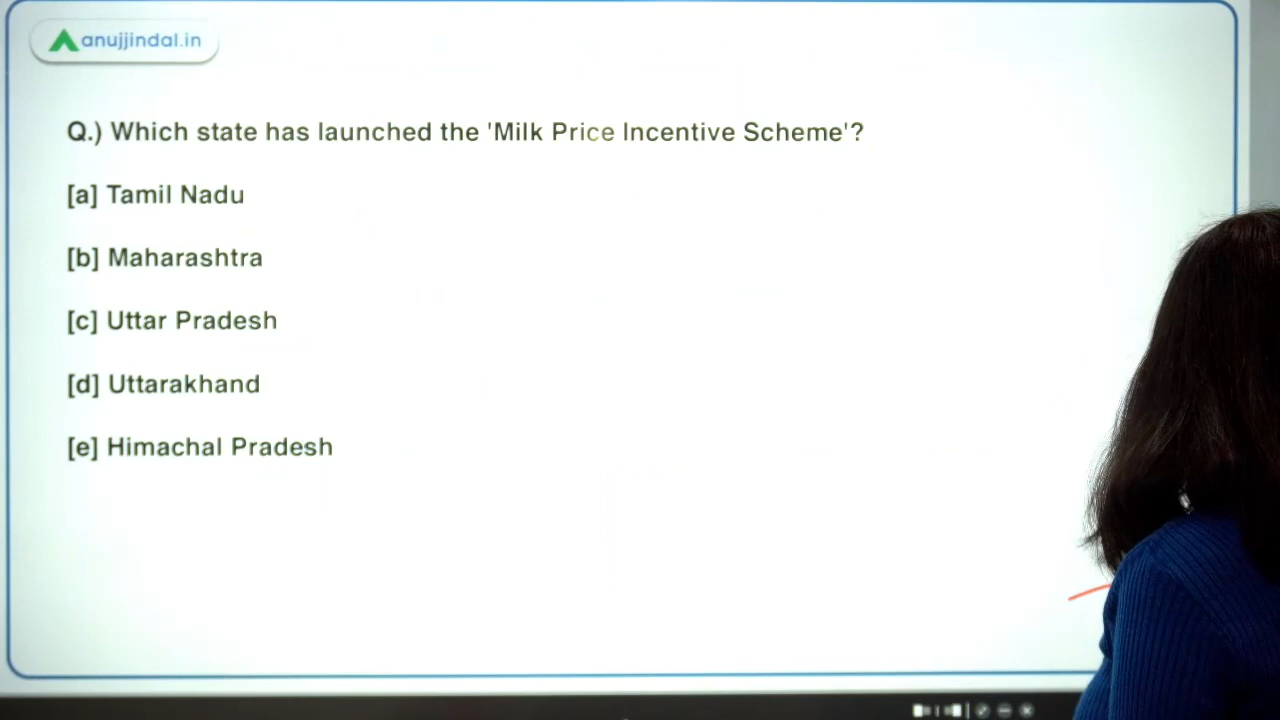 anujjindal.in
Q.) Which state has launched the 'Milk Price Incentive Scheme'?
[a] Tamil Nadu
[b] Maharashtra
[c] Uttar Pradesh
[d] Uttarakhand
[e] Himachal Pradesh